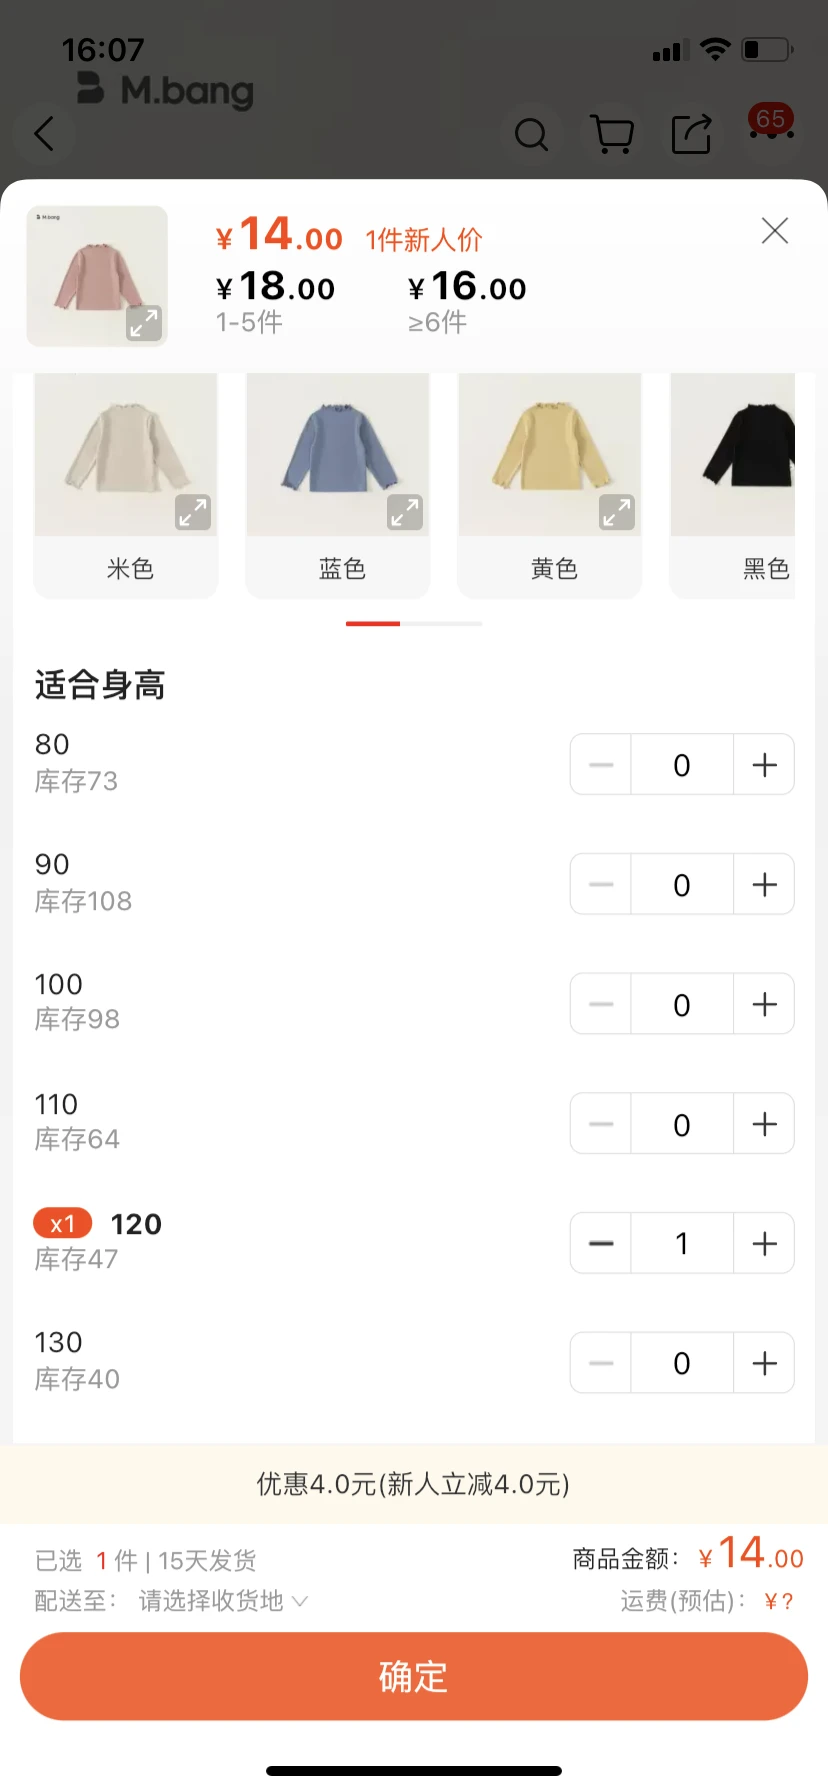 16:07
M.bang
65
M.bang
¥14.00 1件新人价
¥18.00 ¥16.00
1-5件 ≥6件
米色 蓝色 黄色 黑色
适合身高
80
库存73
0
90
库存108
0
100
库存98
0
110
库存64
0
x1 120
库存47
1
130
库存40
0
优惠4.0元(新人立减4.0元)
已选 1 件 | 15天发货 商品金额: ¥14.00
配送至: 请选择收货地 运费(预估): ¥?
确定